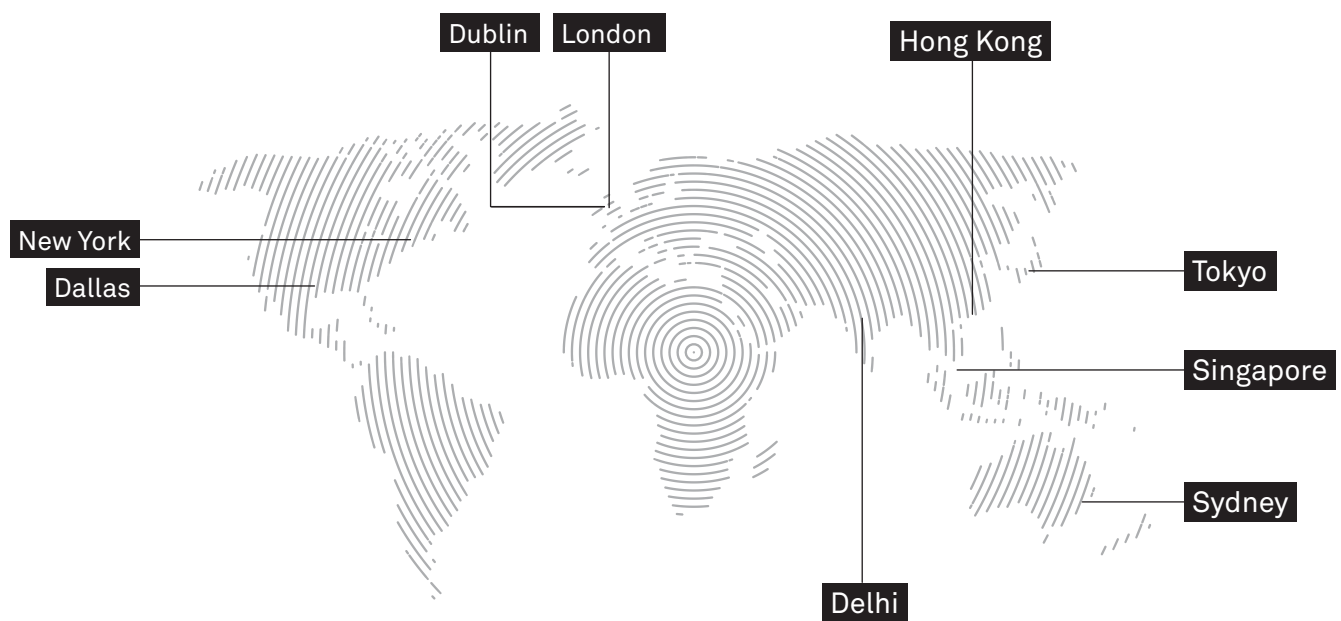 Dublin
London
Hong Kong
New York
Dallas
Tokyo
Singapore
Sydney
Delhi